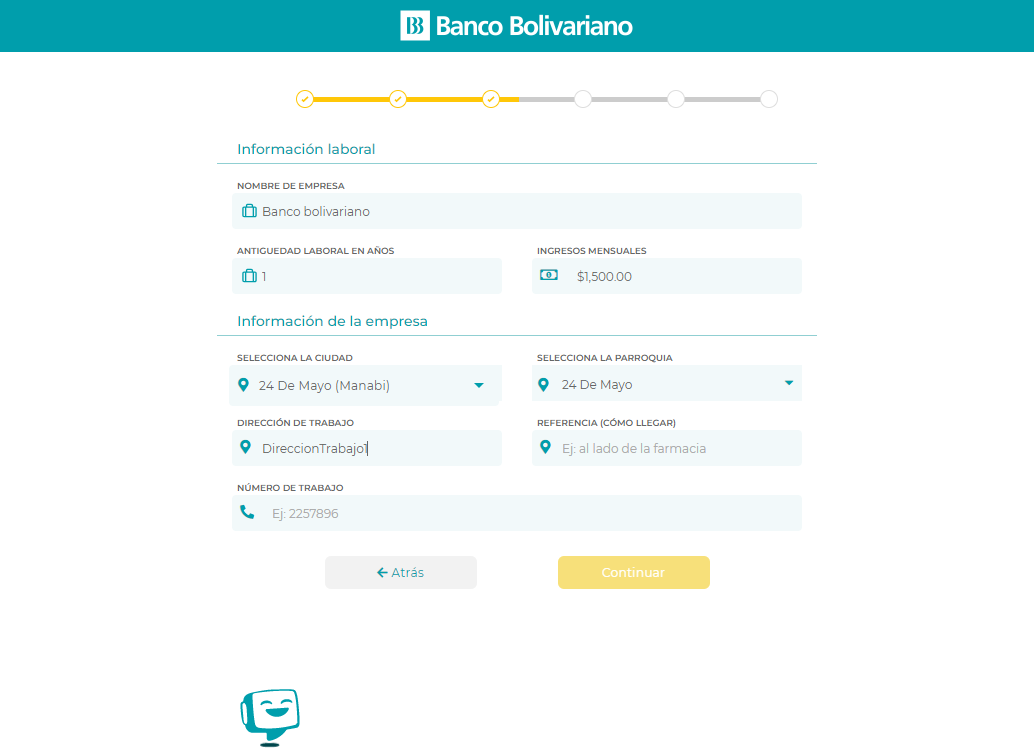 Banco Bolivariano
Información laboral
NOMBRE DE EMPRESA
Banco bolivariano
ANTIGUEDAD LABORAL EN AÑOS
INGRESOS MENSUALES
1
$1,500.00
Información de la empresa
SELECCIONA LA CIUDAD
SELECCIONA LA PARROQUIA
24 De Mayo (Manabi)
24 De Mayo
DIRECCIÓN DE TRABAJO
REFERENCIA (CÓMO LLEGAR)
DireccionTrabajo1
Ej: al lado de la farmacia
NÚMERO DE TRABAJO
Ej: 2257896
Atrás
Continuar